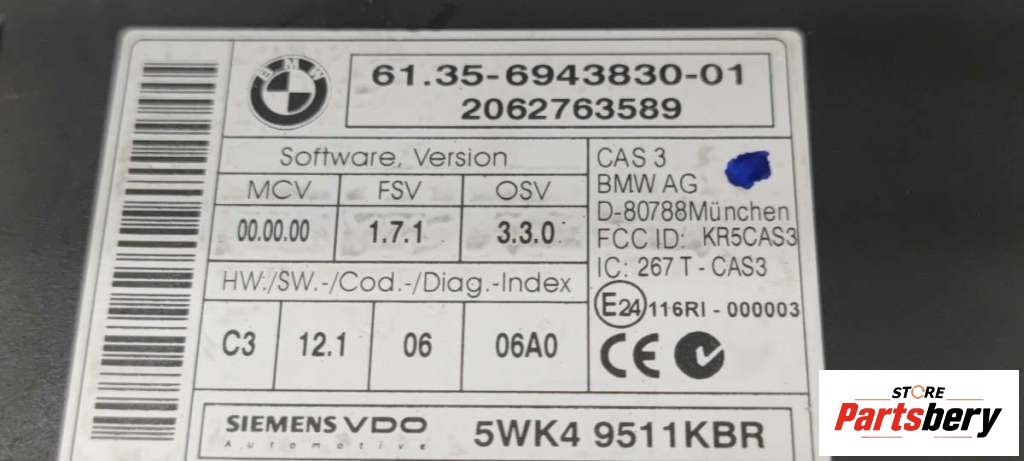 BMW
61.35-6943830-01
2062763589
Software, Version
MCV FSV OSV
00.00.00 1.7.1 3.3.0
HW./SW.-/Cod.-/Diag.-Index
C3 12.1 06 06A0
CAS 3
BMW AG
D-80788München
FCC ID: KR5CAS3
IC: 267 T - CAS3
E24 116RI - 000003
CE
SIEMENS VDO
Automotive
5WK4 9511KBR
STORE
Partsbery